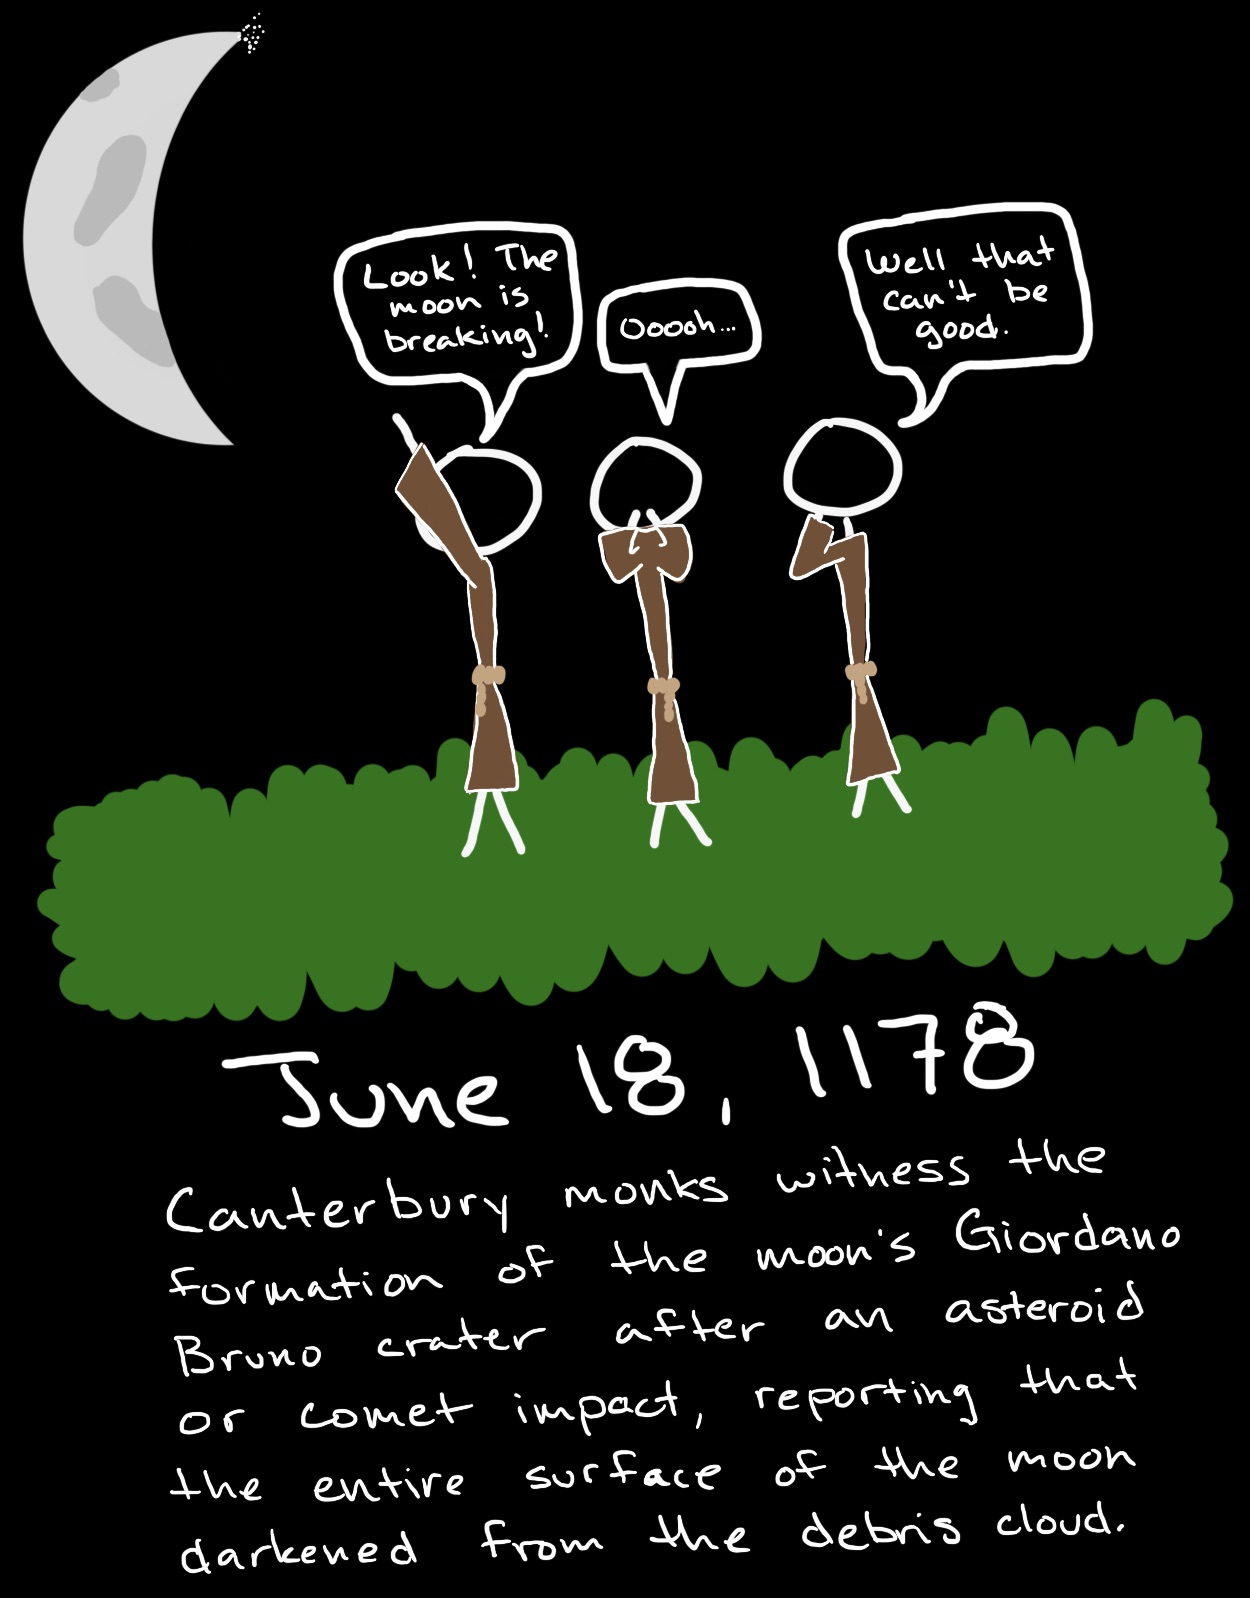 Look! The
moon is
breaking!
Ooooh...
Well that
can't be
good.
June 18, 1178
Canterbury monks witness the
formation of the moon's Giordano
Bruno crater after an asteroid
or comet impact, reporting that
the entire surface of the moon
darkened from the debris cloud.